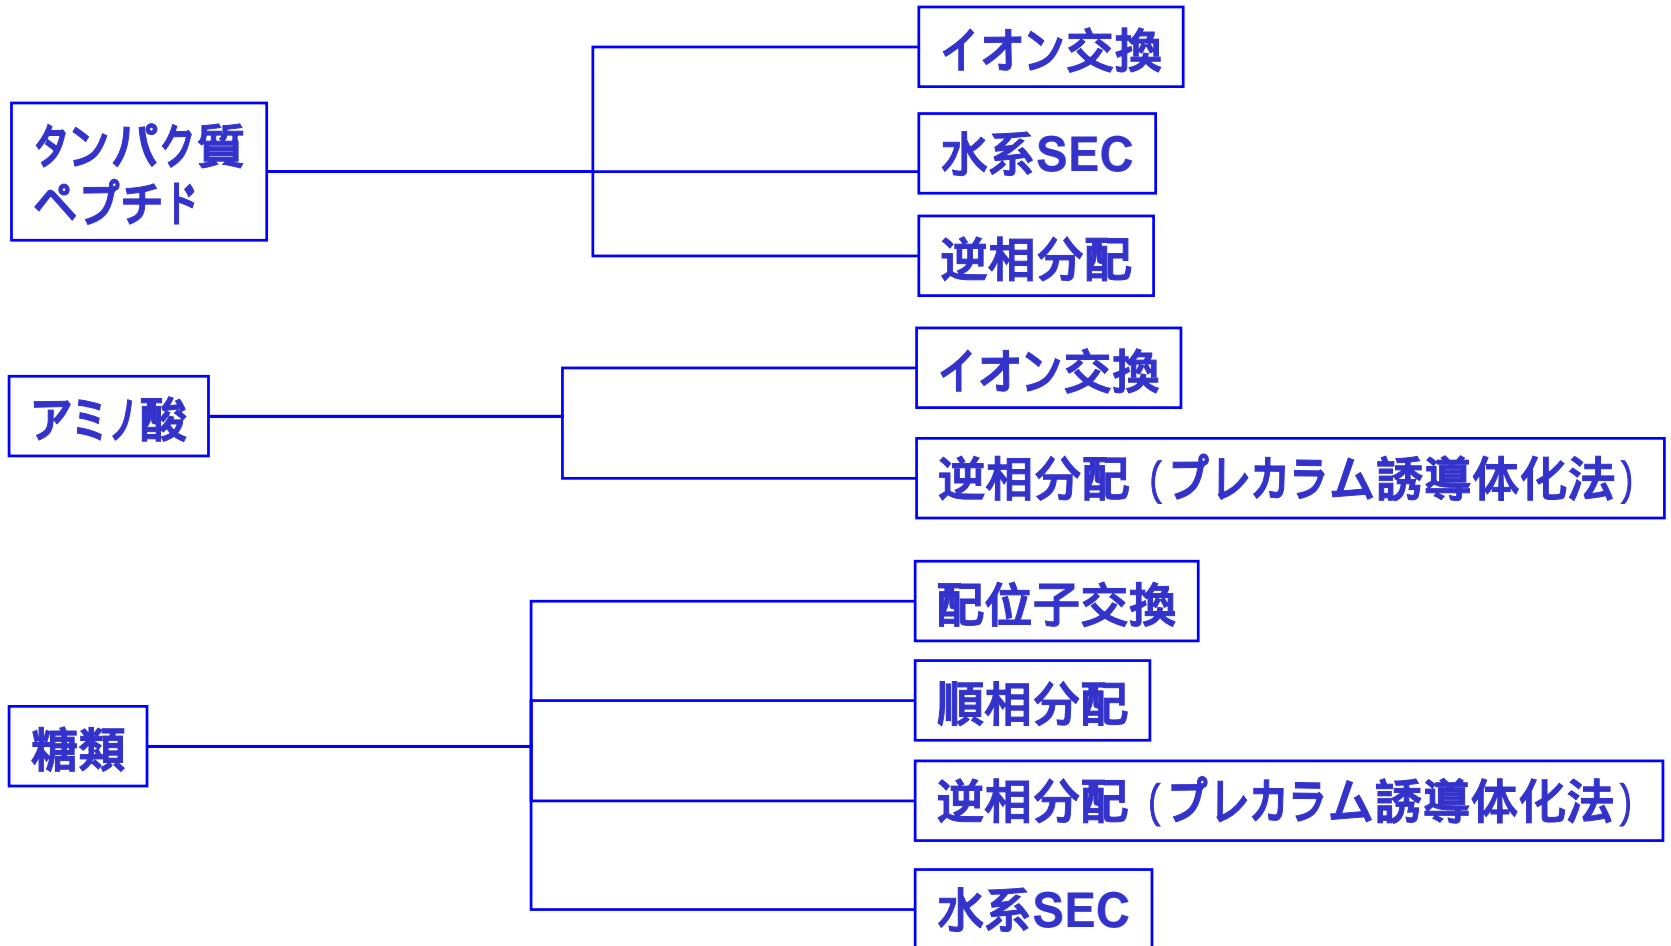 タンパク質
ペプチド
イオン交換
水系SEC
逆相分配
アミノ酸
イオン交換
逆相分配（プレカラム誘導体化法）
糖類
配位子交換
順相分配
逆相分配（プレカラム誘導体化法）
水系SEC